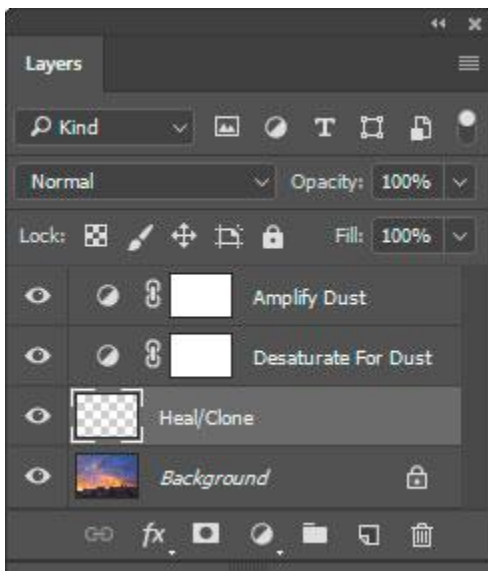 Layers
Kind
Normal Opacity: 100%
Lock: Fill: 100%
Amplify Dust
Desaturate For Dust
Heal/Clone
Background
fx